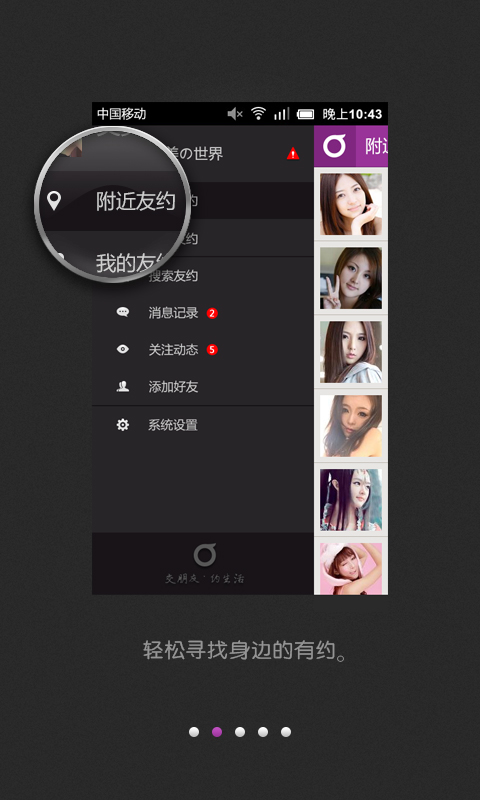 中国移动 晚上10:43
美の世界
附近
附近友约
我的友约
搜索友约
消息记录 2
关注动态 5
添加好友
系统设置
交朋友·的生活
轻松寻找身边的有约。